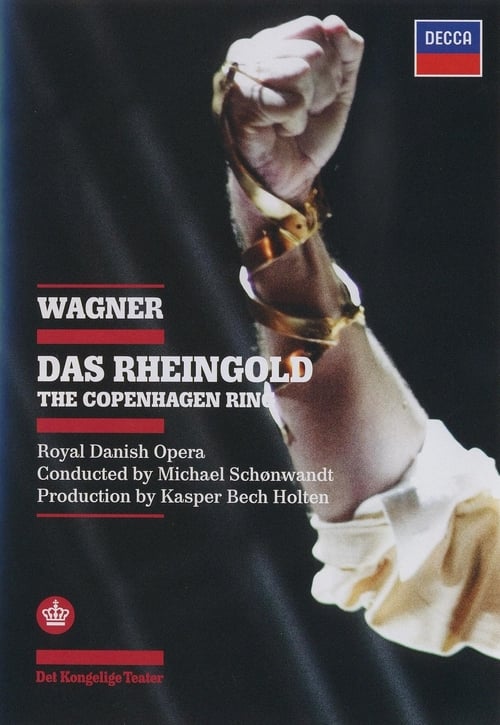 DECCA
WAGNER
DAS RHEINGOLD
THE COPENHAGEN RING
Royal Danish Opera
Conducted by Michael Schønwandt
Production by Kasper Bech Holten
Det Kongelige Teater